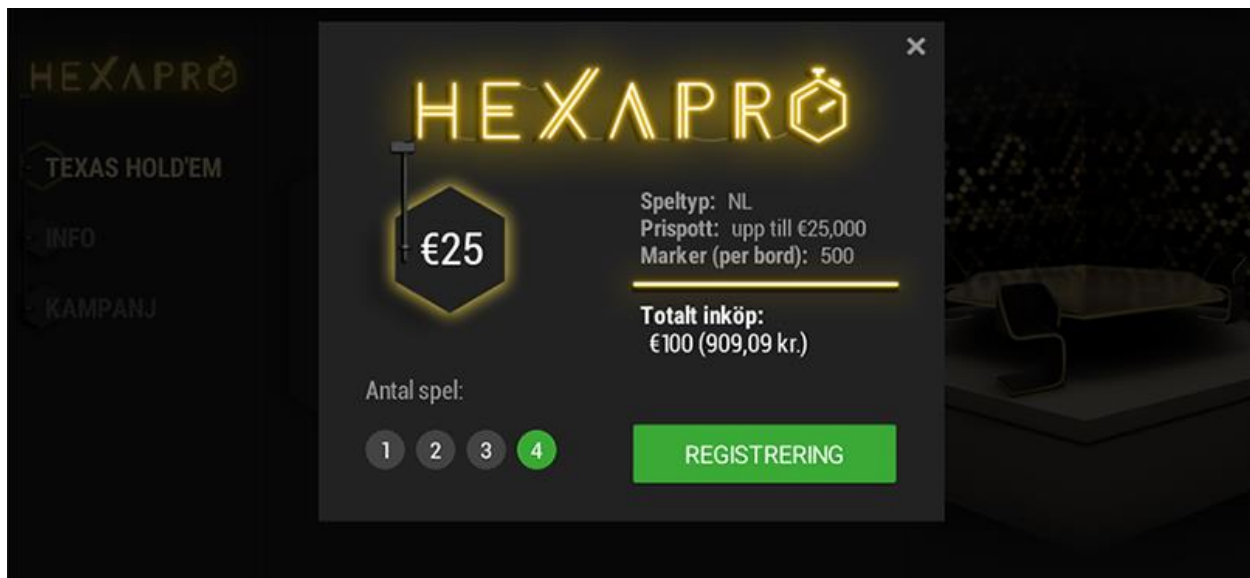 HEXAPRO
TEXAS HOLD'EM
INFO
KAMPANJ
×
HEXAPRO
€25
Speltyp: NL
Prispott: upp till €25,000
Marker (per bord): 500
Totalt inköp:
€100 (909,09 kr.)
Antal spel:
1 2 3 4
REGISTRERING